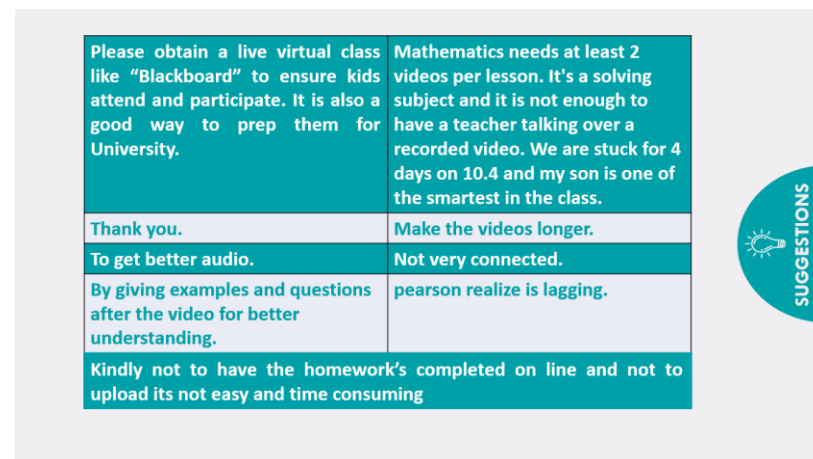 Please obtain a live virtual class
like “Blackboard” to ensure kids
attend and participate. It is also a
good way to prep them for
University.
Mathematics needs at least 2
videos per lesson. It's a solving
subject and it is not enough to
have a teacher talking over a
recorded video. We are stuck for 4
days on 10.4 and my son is one of
the smartest in the class.
Thank you.
Make the videos longer.
To get better audio.
Not very connected.
By giving examples and questions
after the video for better
understanding.
pearson realize is lagging.
Kindly not to have the homework’s completed on line and not to
upload its not easy and time consuming
SUGGESTIONS